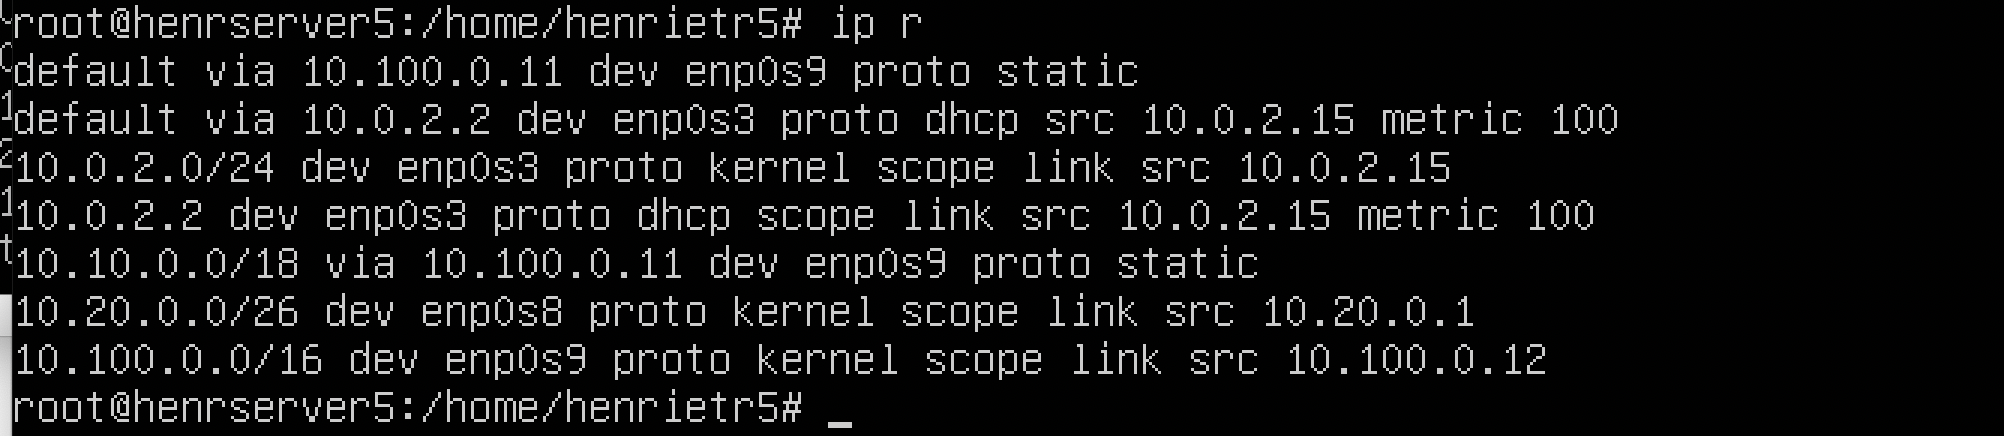 root@henrserver5:/home/henrietr5# ip r
default via 10.100.0.11 dev enp0s9 proto static
default via 10.0.2.2 dev enp0s3 proto dhcp src 10.0.2.15 metric 100
10.0.2.0/24 dev enp0s3 proto kernel scope link src 10.0.2.15
10.0.2.2 dev enp0s3 proto dhcp scope link src 10.0.2.15 metric 100
10.10.0.0/18 via 10.100.0.11 dev enp0s9 proto static
10.20.0.0/26 dev enp0s8 proto kernel scope link src 10.20.0.1
10.100.0.0/16 dev enp0s9 proto kernel scope link src 10.100.0.12
root@henrserver5:/home/henrietr5# _